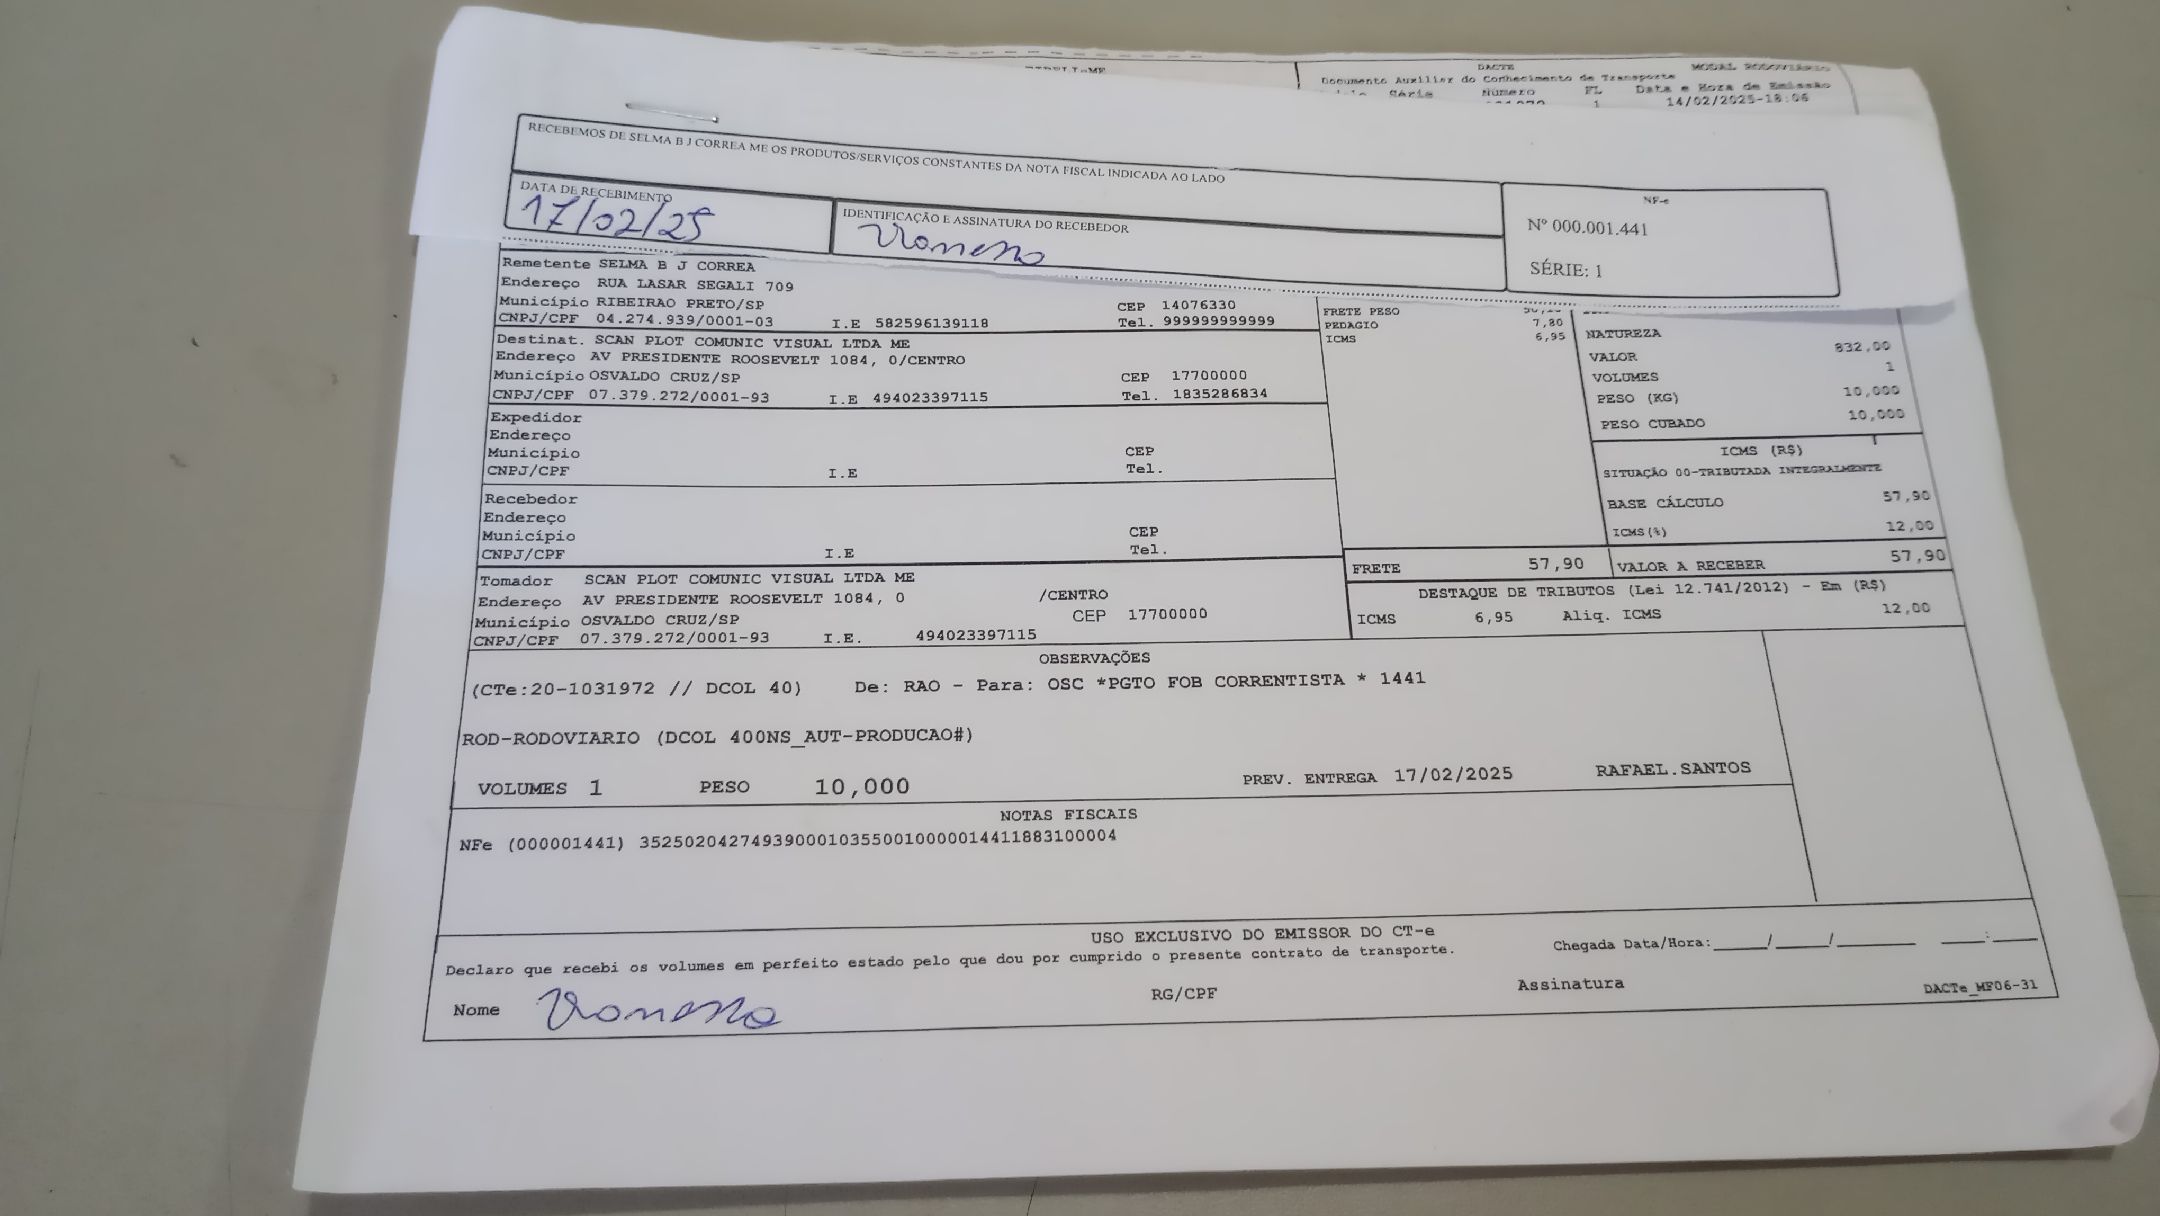 DACTE
MODAL RODOVIÁRIO
Documento Auxiliar do Conhecimento de Transporte
Série Número FL Data e Hora de Emissão
1 14/02/2025-18:06
RECEBEMOS DE SELMA B J CORREA ME OS PRODUTOS/SERVIÇOS CONSTANTES DA NOTA FISCAL INDICADA AO LADO
DATA DE RECEBIMENTO
17/02/25
IDENTIFICAÇÃO E ASSINATURA DO RECEBEDOR
Vanessa
NF-e
Nº 000.001.441
SÉRIE: 1
Remetente SELMA B J CORREA
Endereço RUA LASAR SEGALI 709
Município RIBEIRAO PRETO/SP CEP 14076330
CNPJ/CPF 04.274.939/0001-03 I.E 582596139118 Tel. 999999999999
Destinat. SCAN PLOT COMUNIC VISUAL LTDA ME
Endereço AV PRESIDENTE ROOSEVELT 1084, 0/CENTRO
Município OSVALDO CRUZ/SP CEP 17700000
CNPJ/CPF 07.379.272/0001-93 I.E 494023397115 Tel. 1835286834
Expedidor
Endereço
Município CEP
CNPJ/CPF I.E Tel.
Recebedor
Endereço
Município CEP
CNPJ/CPF I.E Tel.
Tomador SCAN PLOT COMUNIC VISUAL LTDA ME
Endereço AV PRESIDENTE ROOSEVELT 1084, 0 /CENTRO
Município OSVALDO CRUZ/SP CEP 17700000
CNPJ/CPF 07.379.272/0001-93 I.E. 494023397115
FRETE PESO
PEDAGIO 7,80
ICMS 6,95
NATUREZA
VALOR 832,00
VOLUMES 1
PESO (KG) 10,000
PESO CUBADO 10,000
ICMS (R$)
SITUAÇÃO 00-TRIBUTADA INTEGRALMENTE
BASE CÁLCULO 57,90
ICMS(%) 12,00
FRETE 57,90 VALOR A RECEBER 57,90
DESTAQUE DE TRIBUTOS (Lei 12.741/2012) - Em (R$)
ICMS 6,95 Aliq. ICMS 12,00
OBSERVAÇÕES
(CTe:20-1031972 // DCOL 40) De: RAO - Para: OSC *PGTO FOB CORRENTISTA * 1441
ROD-RODOVIARIO (DCOL 400NS_AUT-PRODUCAO#)
VOLUMES 1 PESO 10,000 PREV. ENTREGA 17/02/2025 RAFAEL.SANTOS
NOTAS FISCAIS
NFe (000001441) 35250204274939000103550010000014411883100004
USO EXCLUSIVO DO EMISSOR DO CT-e
Declaro que recebi os volumes em perfeito estado pelo que dou por cumprido o presente contrato de transporte.
Chegada Data/Hora:_____/_____/_______ ____:____
Nome Vanessa RG/CPF Assinatura
DACTe_MF06-31